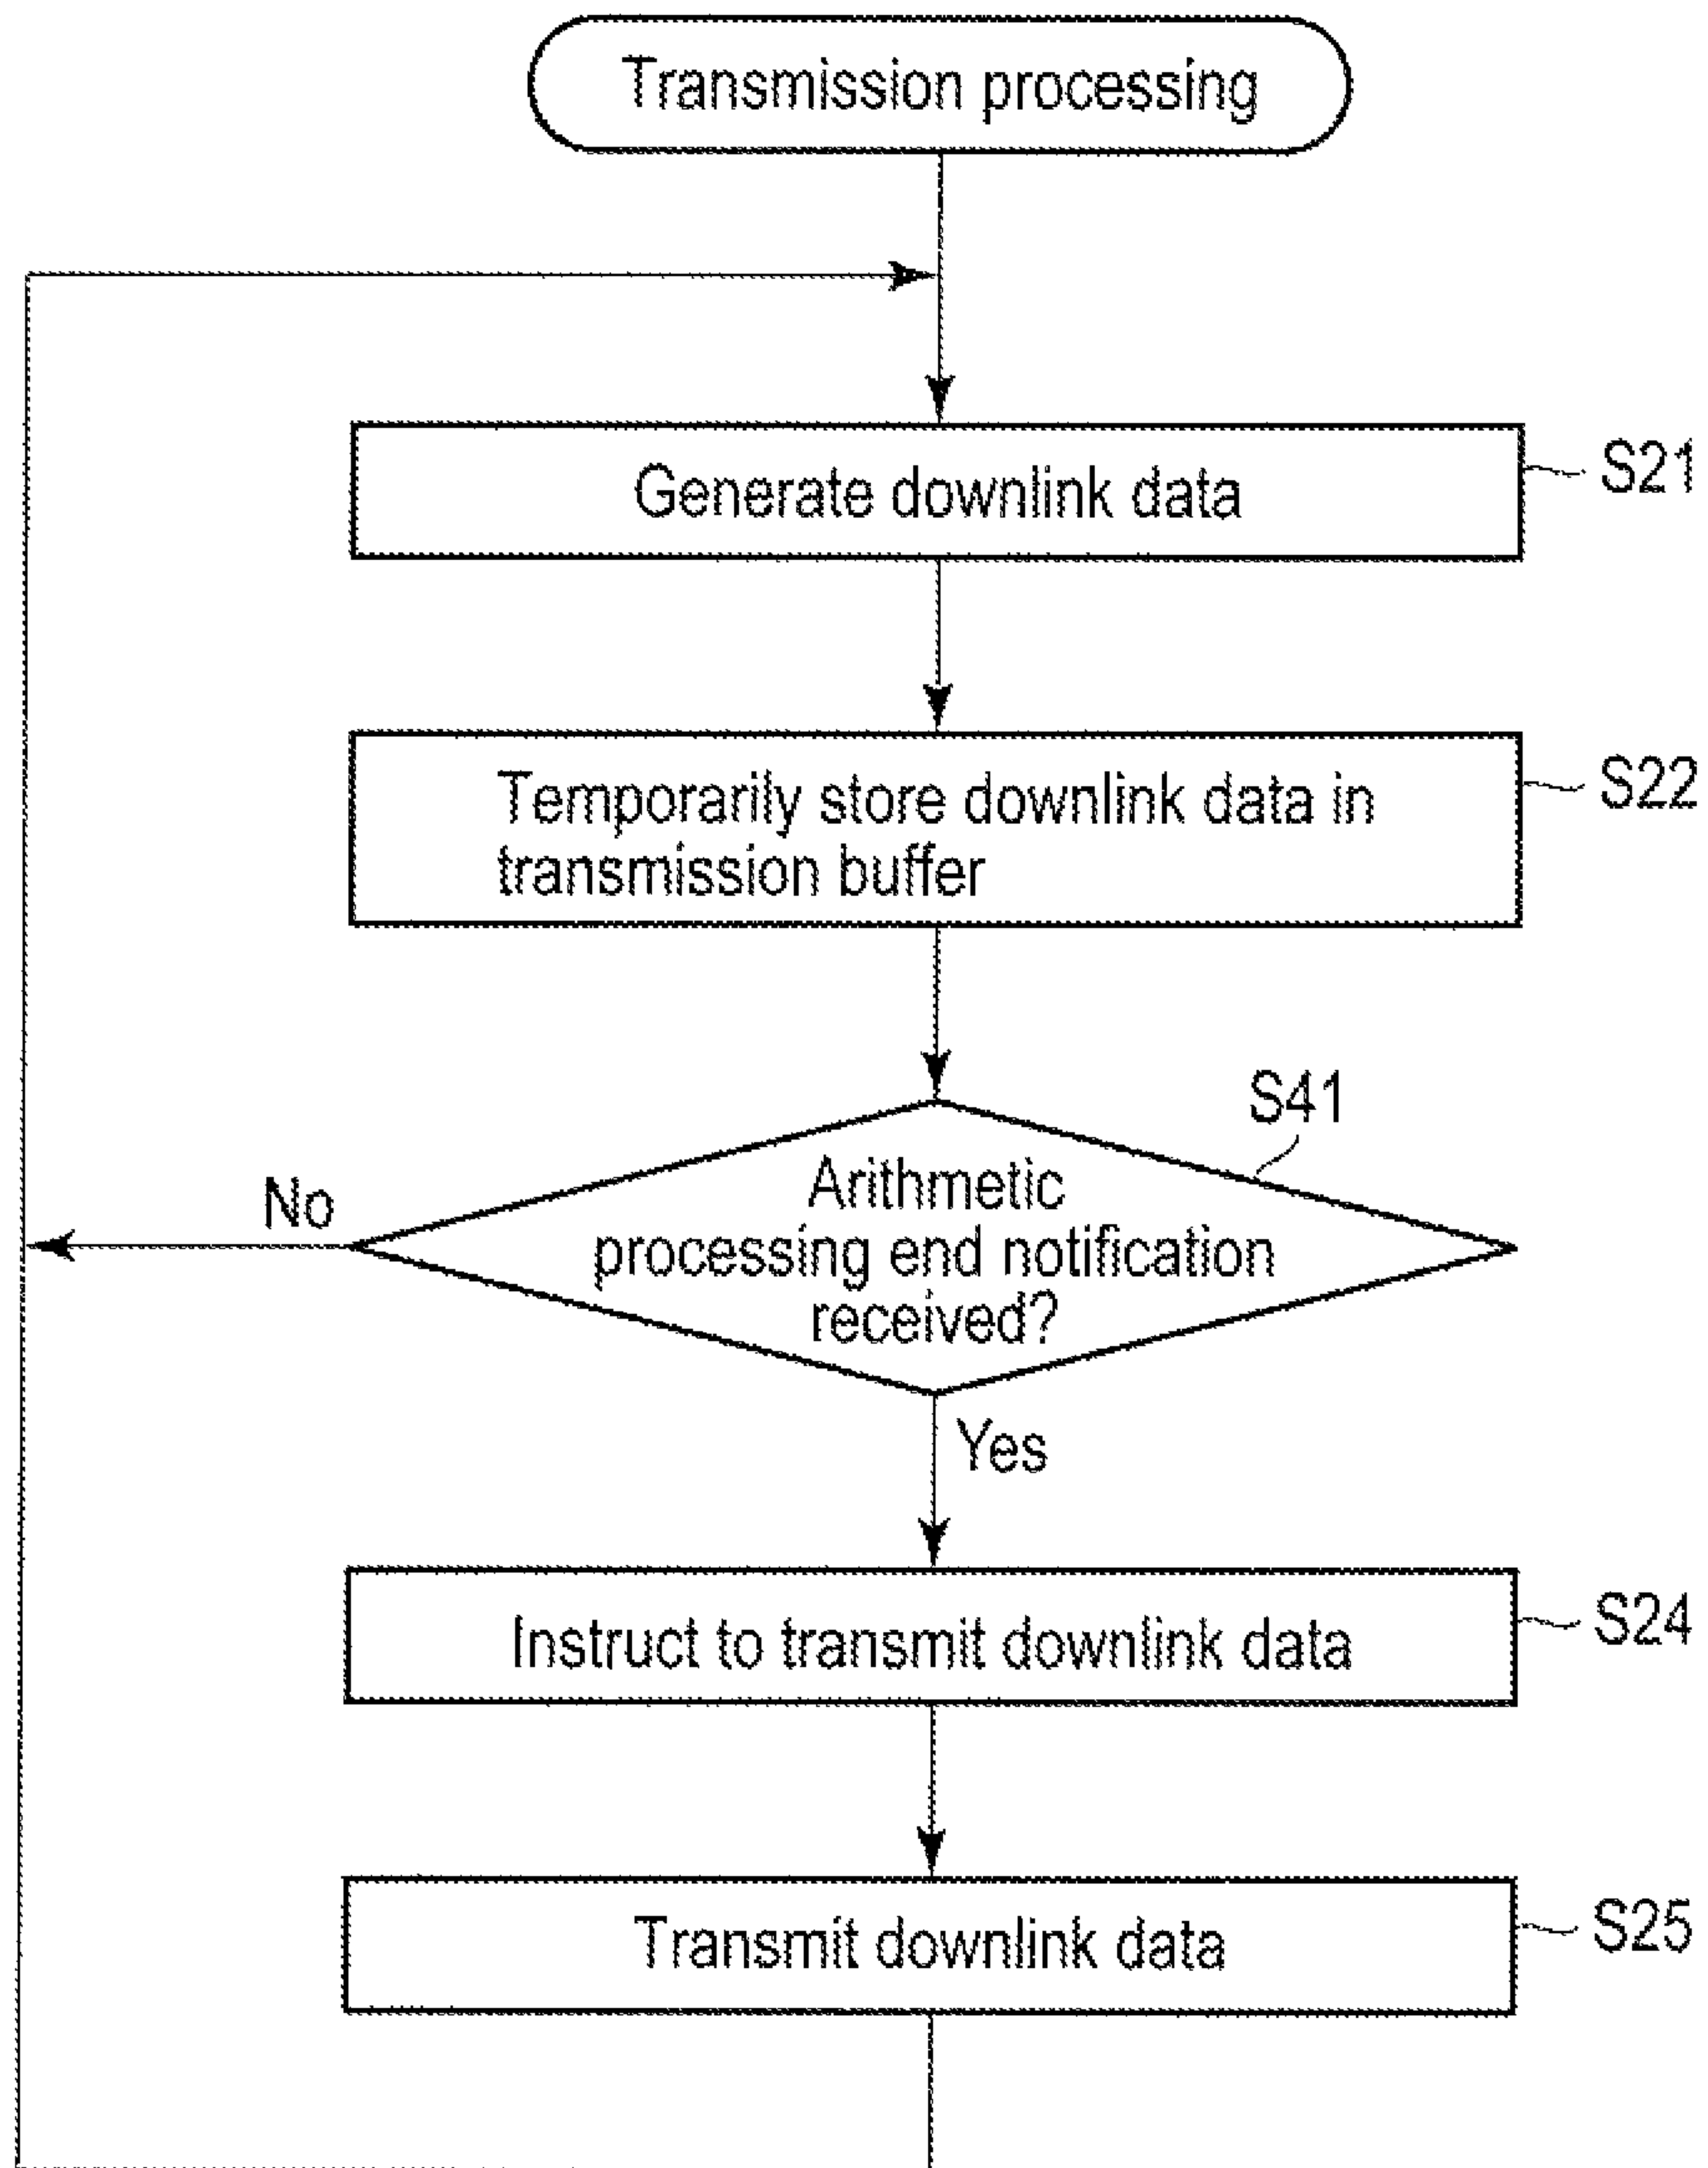 Transmission processing
Generate downlink data
S21
Temporarily store downlink data in
transmission buffer
S22
S41
Arithmetic
processing end notification
received?
No
Yes
Instruct to transmit downlink data
S24
Transmit downlink data
S25